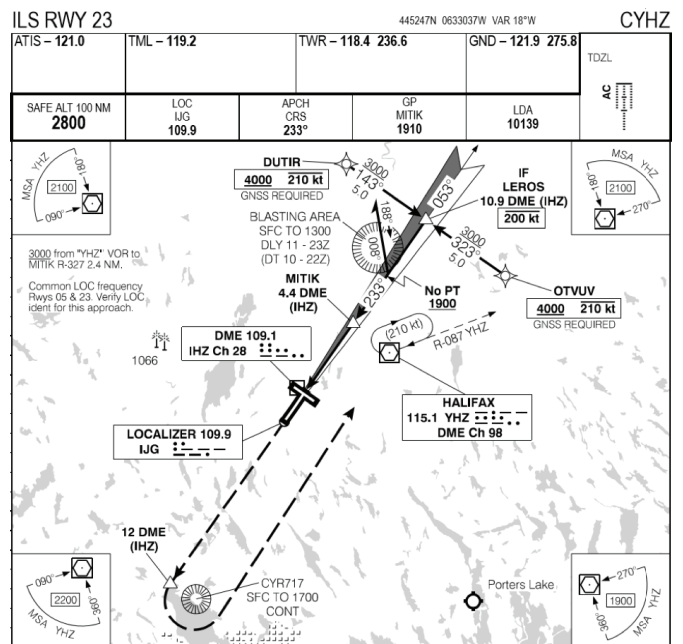 ILS RWY 23
445247N 0633037W VAR 18°W
CYHZ
ATIS – 121.0
TML – 119.2
TWR – 118.4 236.6
GND – 121.9 275.8
TDZL
AC
SAFE ALT 100 NM
2800
LOC
IJG
109.9
APCH
CRS
233°
GP
MITIK
1910
LDA
10139
MSA YHZ
180°
2100
090°
DUTIR
4000 210 kt
GNSS REQUIRED
3000
143°
5.0
053°
IF
LEROS
10.9 DME (IHZ)
200 kt
MSA YHZ
2100
180°
270°
BLASTING AREA
SFC TO 1300
DLY 11 - 23Z
(DT 10 - 22Z)
188°
008°
3000
323°
5.0
3000 from "YHZ" VOR to
MITIK R-327 2.4 NM.
Common LOC frequency
Rwys 05 & 23. Verify LOC
ident for this approach.
MITIK
4.4 DME
(IHZ)
233°
No PT
1900
OTVUV
4000 210 kt
GNSS REQUIRED
1066
DME 109.1
IHZ Ch 28
(210 kt)
R-087 YHZ
HALIFAX
115.1 YHZ
DME Ch 98
LOCALIZER 109.9
IJG
12 DME
(IHZ)
CYR717
SFC TO 1700
CONT
Porters Lake
090°
2200
360°
MSA YHZ
270°
1900
360°
MSA YHZ